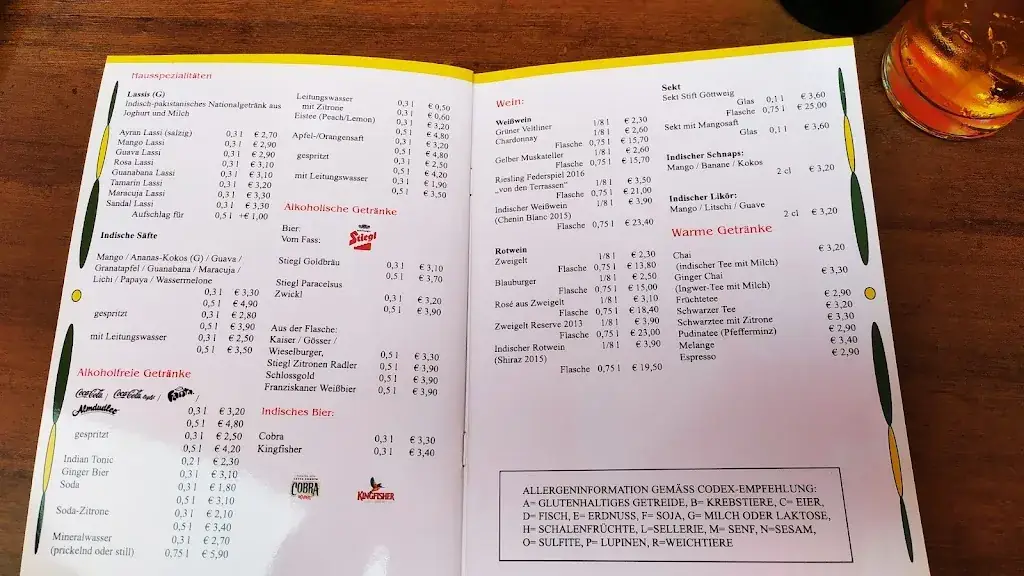 Hausspezialitäten
Lassis (G)
Indisch-pakistanisches Nationalgetränk aus
Joghurt und Milch
Ayran Lassi (salzig) 0,3 l € 2,70
Mango Lassi 0,3 l € 2,90
Guava Lassi 0,3 l € 2,90
Rosa Lassi 0,3 l € 3,10
Guanabana Lassi 0,3 l € 3,10
Tamarin Lassi 0,3 l € 3,20
Maracuja Lassi 0,3 l € 3,30
Sandal Lassi 0,3 l € 3,30
Aufschlag für 0,5 l +€ 1,00
Indische Säfte
Mango / Ananas-Kokos (G) / Guava /
Granatapfel / Guanabana / Maracuja /
Lichi / Papaya / Wassermelone
0,3 l € 3,30
0,5 l € 4,90
gespritzt 0,3 l € 2,80
0,5 l € 3,90
mit Leitungswasser 0,3 l € 2,50
0,5 l € 3,50
Alkoholfreie Getränke
Coca-Cola / Coca-Cola light / Fanta /
Almdudler 0,3 l € 3,20
0,5 l € 4,80
gespritzt 0,3 l € 2,50
0,5 l € 4,20
Indian Tonic 0,2 l € 2,30
Ginger Bier 0,3 l € 3,10
Soda 0,3 l € 1,80
0,5 l € 3,10
Soda-Zitrone 0,3 l € 2,10
0,5 l € 3,40
Mineralwasser 0,3 l € 2,70
(prickelnd oder still) 0,75 l € 5,90
Leitungswasser 0,3 l € 0,50
mit Zitrone 0,3 l € 0,60
Eistee (Peach/Lemon) 0,3 l € 3,20
0,5 l € 4,80
Apfel-/Orangensaft 0,3 l € 3,20
0,5 l € 4,80
gespritzt 0,3 l € 2,50
0,5 l € 4,20
mit Leitungswasser 0,3 l € 1,90
0,5 l € 3,50
Alkoholische Getränke
Bier:
Vom Fass: Stiegl
Stiegl Goldbräu 0,3 l € 3,10
0,5 l € 3,70
Stiegl Paracelsus
Zwickl 0,3 l € 3,20
0,5 l € 3,90
Aus der Flasche:
Kaiser / Gösser /
Wieselburger, 0,5 l € 3,30
Stiegl Zitronen Radler 0,5 l € 3,90
Schlossgold 0,5 l € 3,90
Franziskaner Weißbier 0,5 l € 3,90
Indisches Bier:
Cobra 0,3 l € 3,30
Kingfisher 0,3 l € 3,40
COBRA
KINGFISHER
Wein:
Weißwein
Grüner Veltliner 1/8 l € 2,30
Chardonnay 1/8 l € 2,60
Flasche 0,75 l € 15,70
Gelber Muskateller 1/8 l € 2,60
Flasche 0,75 l € 15,70
Riesling Federspiel 2016
„von den Terrassen" 1/8 l € 3,50
Flasche 0,75 l € 21,00
Indischer Weißwein 1/8 l € 3,90
(Chenin Blanc 2015)
Flasche 0,75 l € 23,40
Rotwein
Zweigelt 1/8 l € 2,30
Flasche 0,75 l € 13,80
Blauburger 1/8 l € 2,50
Flasche 0,75 l € 15,00
Rosé aus Zweigelt 1/8 l € 3,10
Flasche 0,75 l € 18,40
Zweigelt Reserve 2013 1/8 l € 3,90
Flasche 0,75 l € 23,00
Indischer Rotwein 1/8 l € 3,90
(Shiraz 2015)
Flasche 0,75 l € 19,50
Sekt
Sekt Stift Göttweig
Glas 0,1 l € 3,60
Flasche 0,75 l € 25,00
Sekt mit Mangosaft
Glas 0,1 l € 3,60
Indischer Schnaps:
Mango / Banane / Kokos
2 cl € 3,20
Indischer Likör:
Mango / Litschi / Guave
2 cl € 3,20
Warme Getränke
Chai € 3,20
(indischer Tee mit Milch)
Ginger Chai € 3,30
(Ingwer-Tee mit Milch)
Früchtetee € 2,90
Schwarzer Tee € 3,20
Schwarztee mit Zitrone € 3,30
Pudinatee (Pfefferminz) € 2,90
Melange € 3,40
Espresso € 2,90
ALLERGENINFORMATION GEMÄSS CODEX-EMPFEHLUNG:
A= GLUTENHALTIGES GETREIDE, B= KREBSTIERE, C= EIER,
D= FISCH, E= ERDNUSS, F= SOJA, G= MILCH ODER LAKTOSE,
H= SCHALENFRÜCHTE, L=SELLERIE, M= SENF, N=SESAM,
O= SULFITE, P= LUPINEN, R=WEICHTIERE